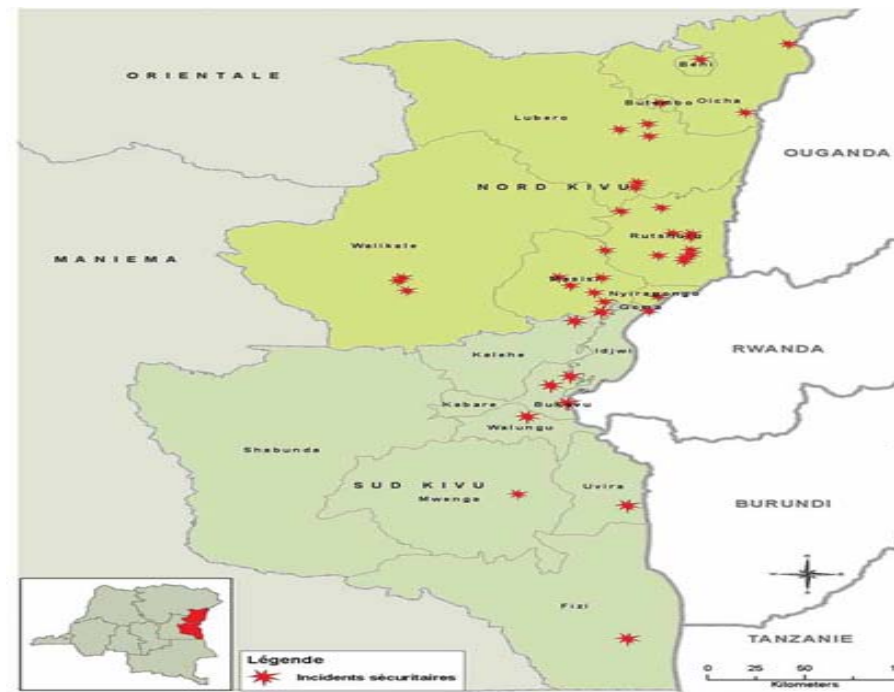 ORIENTALE
Beni
Butembo
Oicha
Lubero
OUGANDA
NORD KIVU
Rutshuru
Walikale
MANIEMA
Masisi
Nyiragongo
Goma
RWANDA
Kalehe
Idjwi
Kabare
Bukavu
Walungu
Shabunda
SUD KIVU
Mwenga
Uvira
BURUNDI
Fizi
TANZANIE
Légende
Incidents sécuritaires
0 25 50
Kilometers